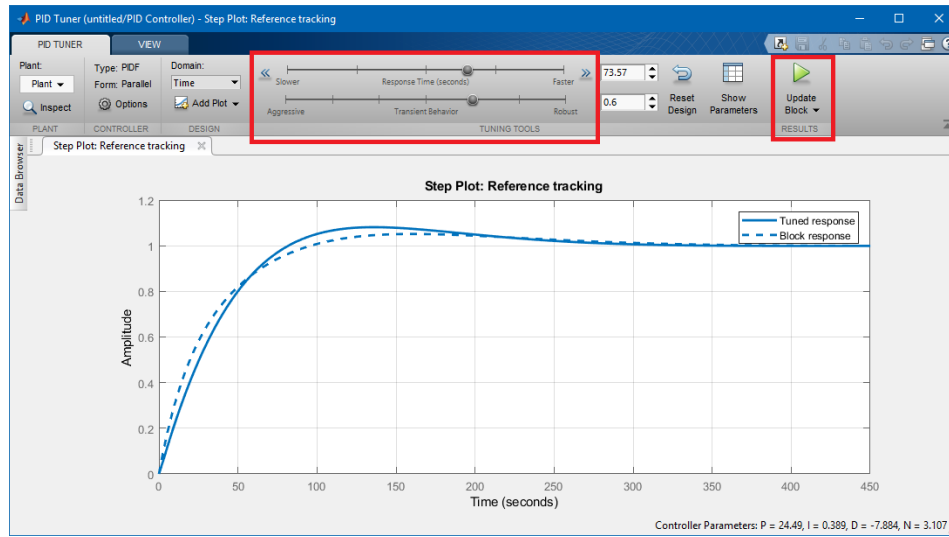 PID Tuner (untitled/PID Controller) - Step Plot: Reference tracking
PID TUNER VIEW
Plant:
Plant
Inspect
PLANT
Type: PIDF
Form: Parallel
Options
CONTROLLER
Domain:
Time
Add Plot
DESIGN
Slower Response Time (seconds) Faster 73.57
Aggressive Transient Behavior Robust 0.6
TUNING TOOLS
Reset
Design
Show
Parameters
Update
Block
RESULTS
Data Browser
Step Plot: Reference tracking
Step Plot: Reference tracking
Tuned response
Block response
Amplitude
1.2
1
0.8
0.6
0.4
0.2
0
0 50 100 150 200 250 300 350 400 450
Time (seconds)
Controller Parameters: P = 24.49, I = 0.389, D = -7.884, N = 3.107